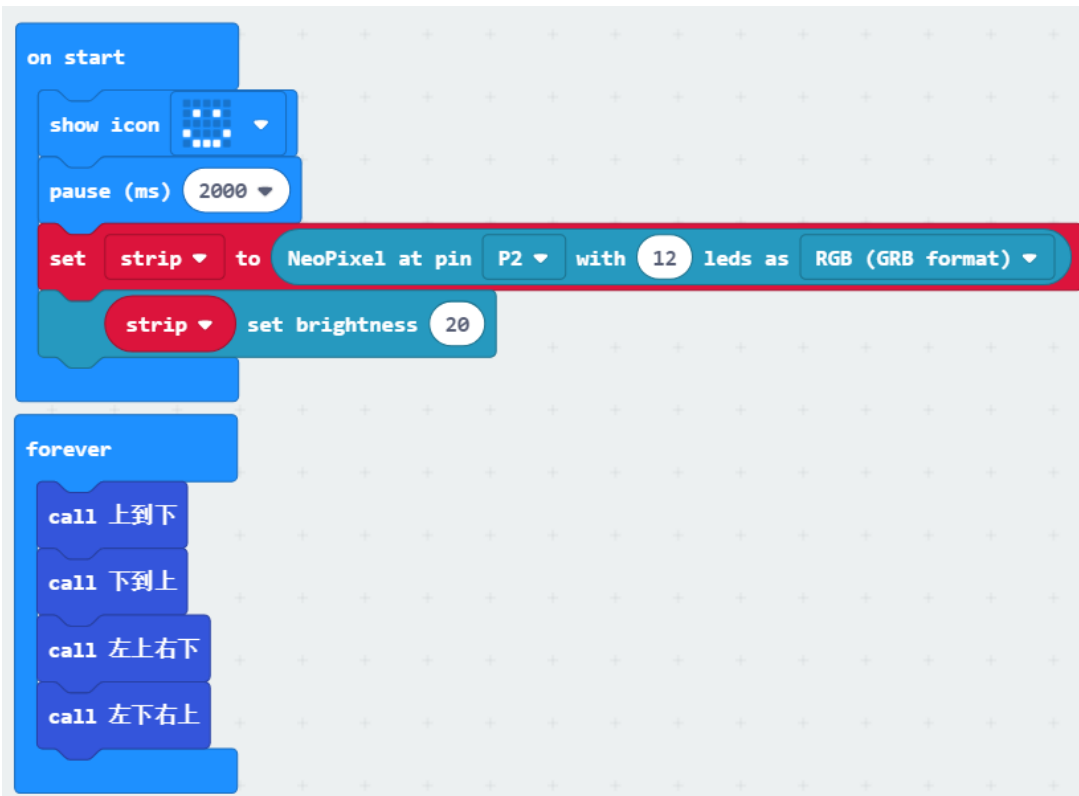 on start
show icon
pause (ms) 2000
set strip to NeoPixel at pin P2 with 12 leds as RGB (GRB format)
strip set brightness 20
forever
call 上到下
call 下到上
call 左上右下
call 左下右上